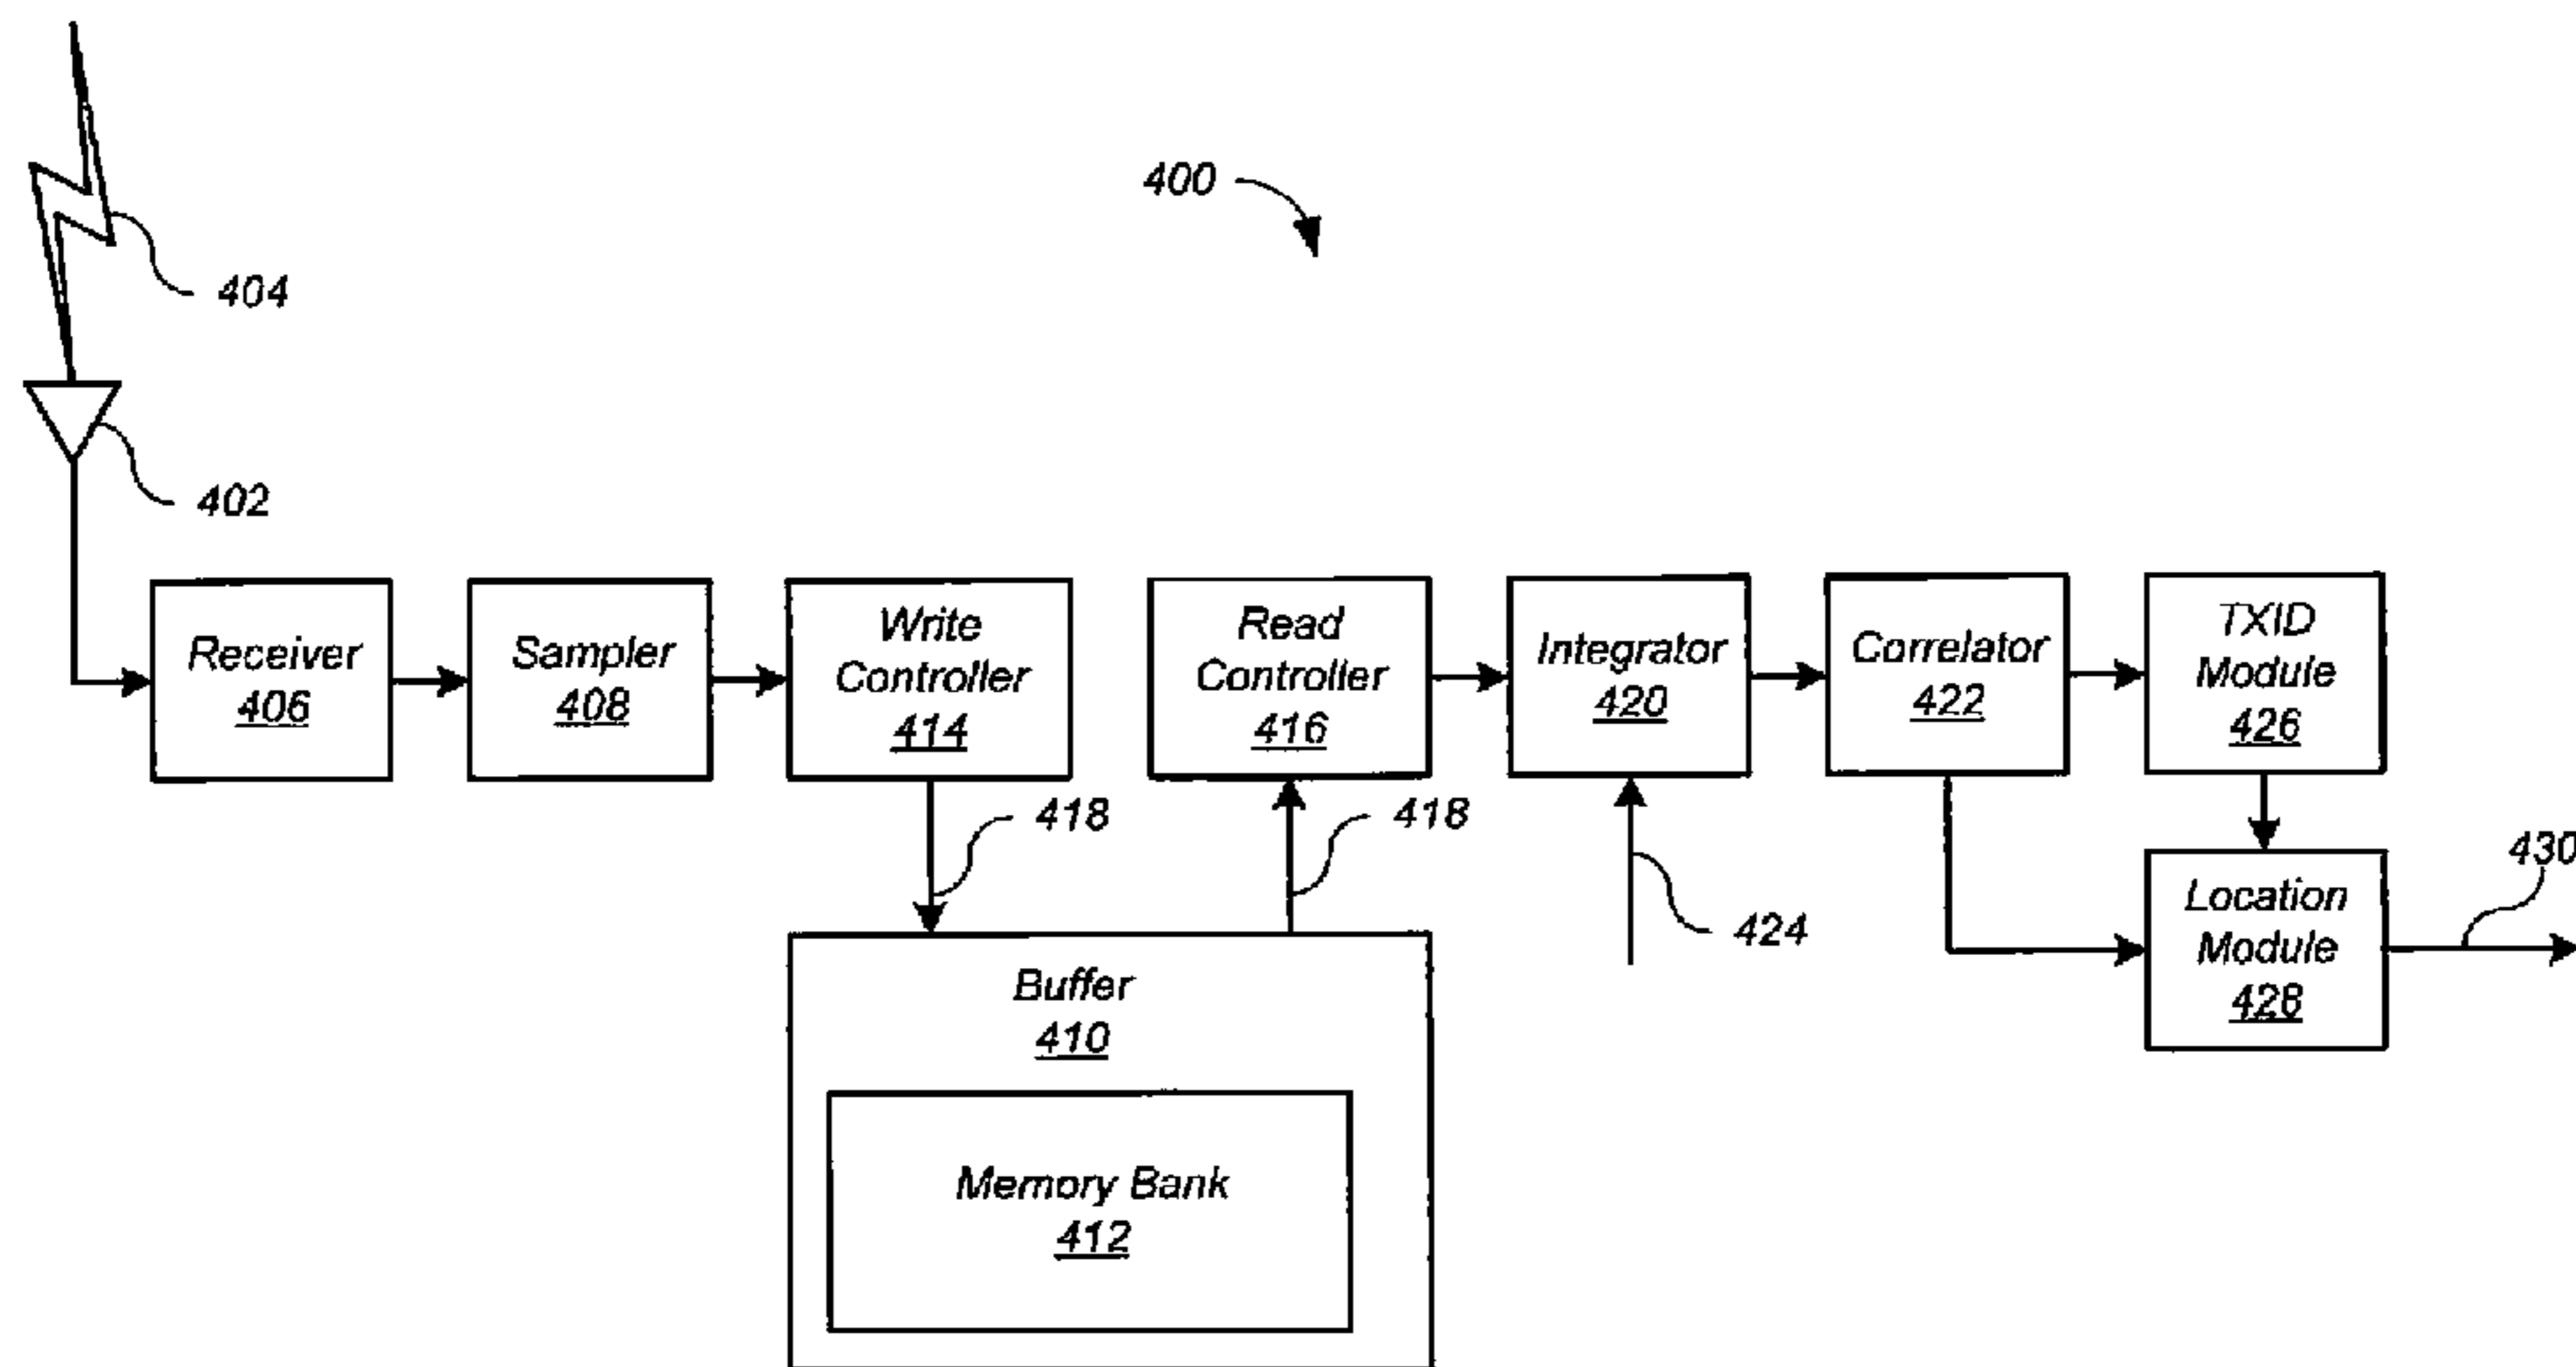 400
404
402
Receiver
406
Sampler
408
Write
Controller
414
Read
Controller
416
Integrator
420
Correlator
422
TXID
Module
426
418
418
424
430
Location
Module
428
Buffer
410
Memory Bank
412